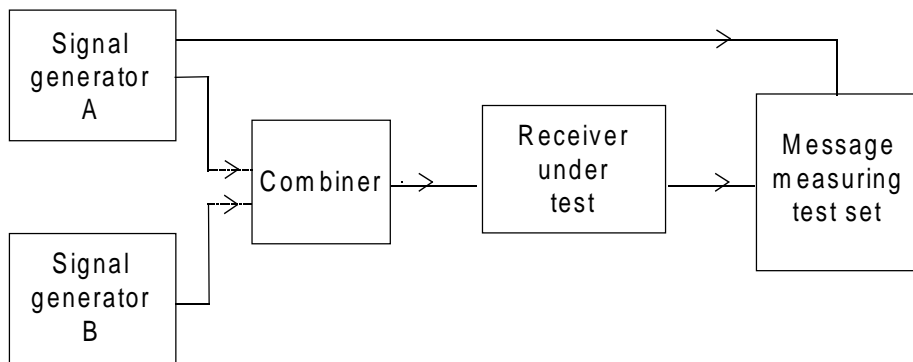 Signal
generator
A
Combiner
Receiver
under
test
Message
measuring
test set
Signal
generator
B